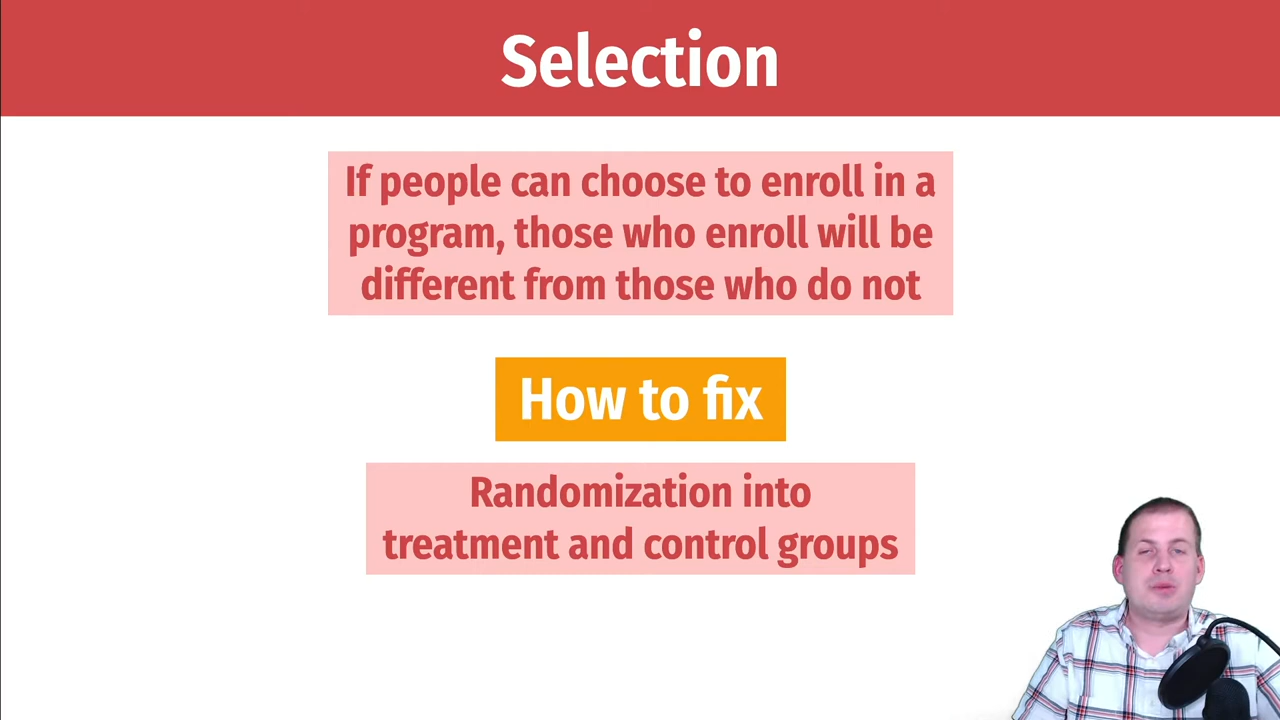 Selection
If people can choose to enroll in a
program, those who enroll will be
different from those who do not
How to fix
Randomization into
treatment and control groups